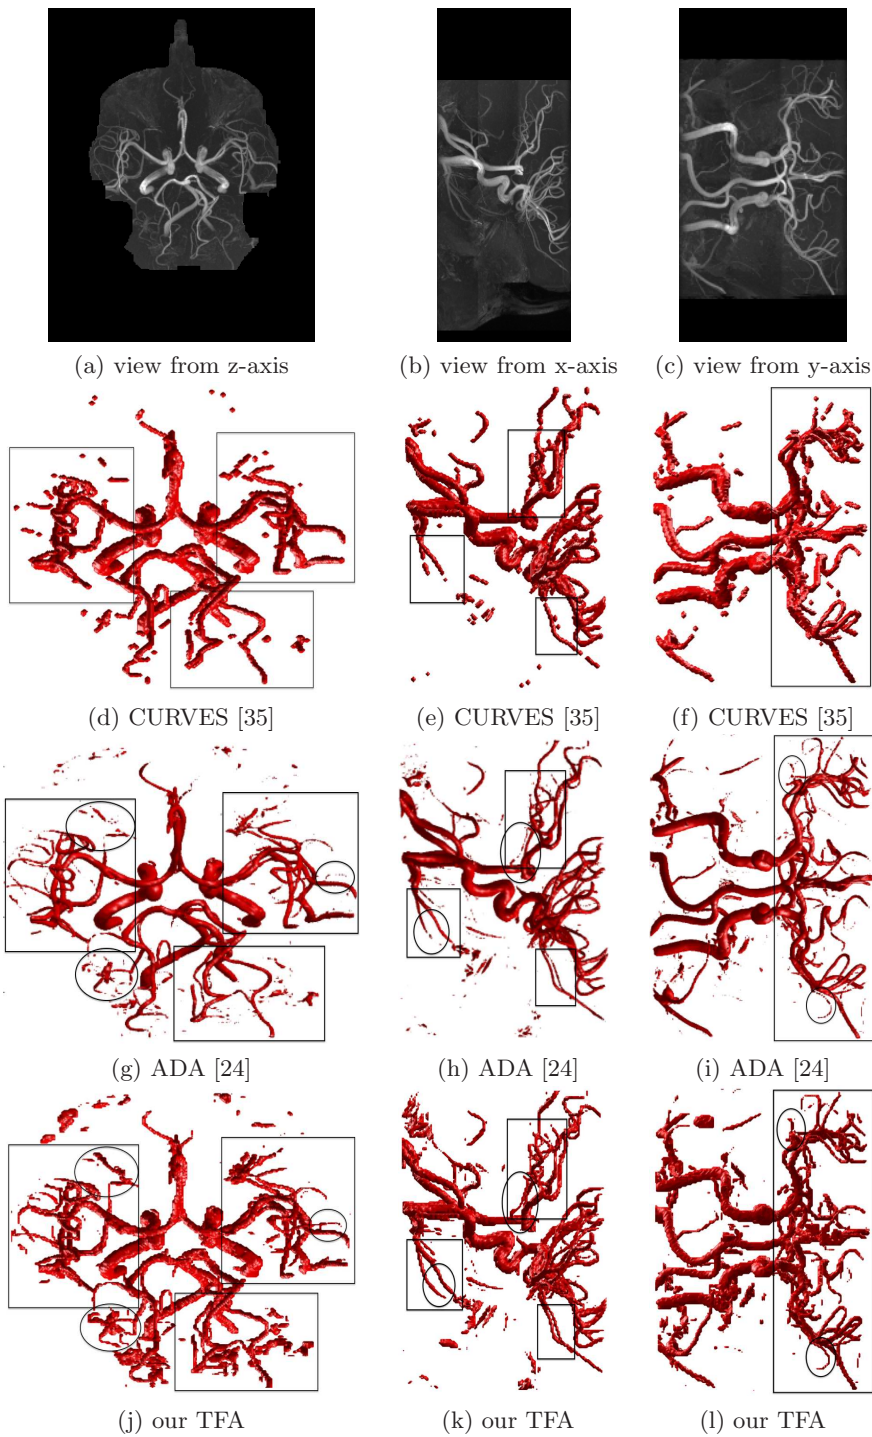 (a) view from z-axis
(b) view from x-axis
(c) view from y-axis
(d) CURVES [35]
(e) CURVES [35]
(f) CURVES [35]
(g) ADA [24]
(h) ADA [24]
(i) ADA [24]
(j) our TFA
(k) our TFA
(l) our TFA